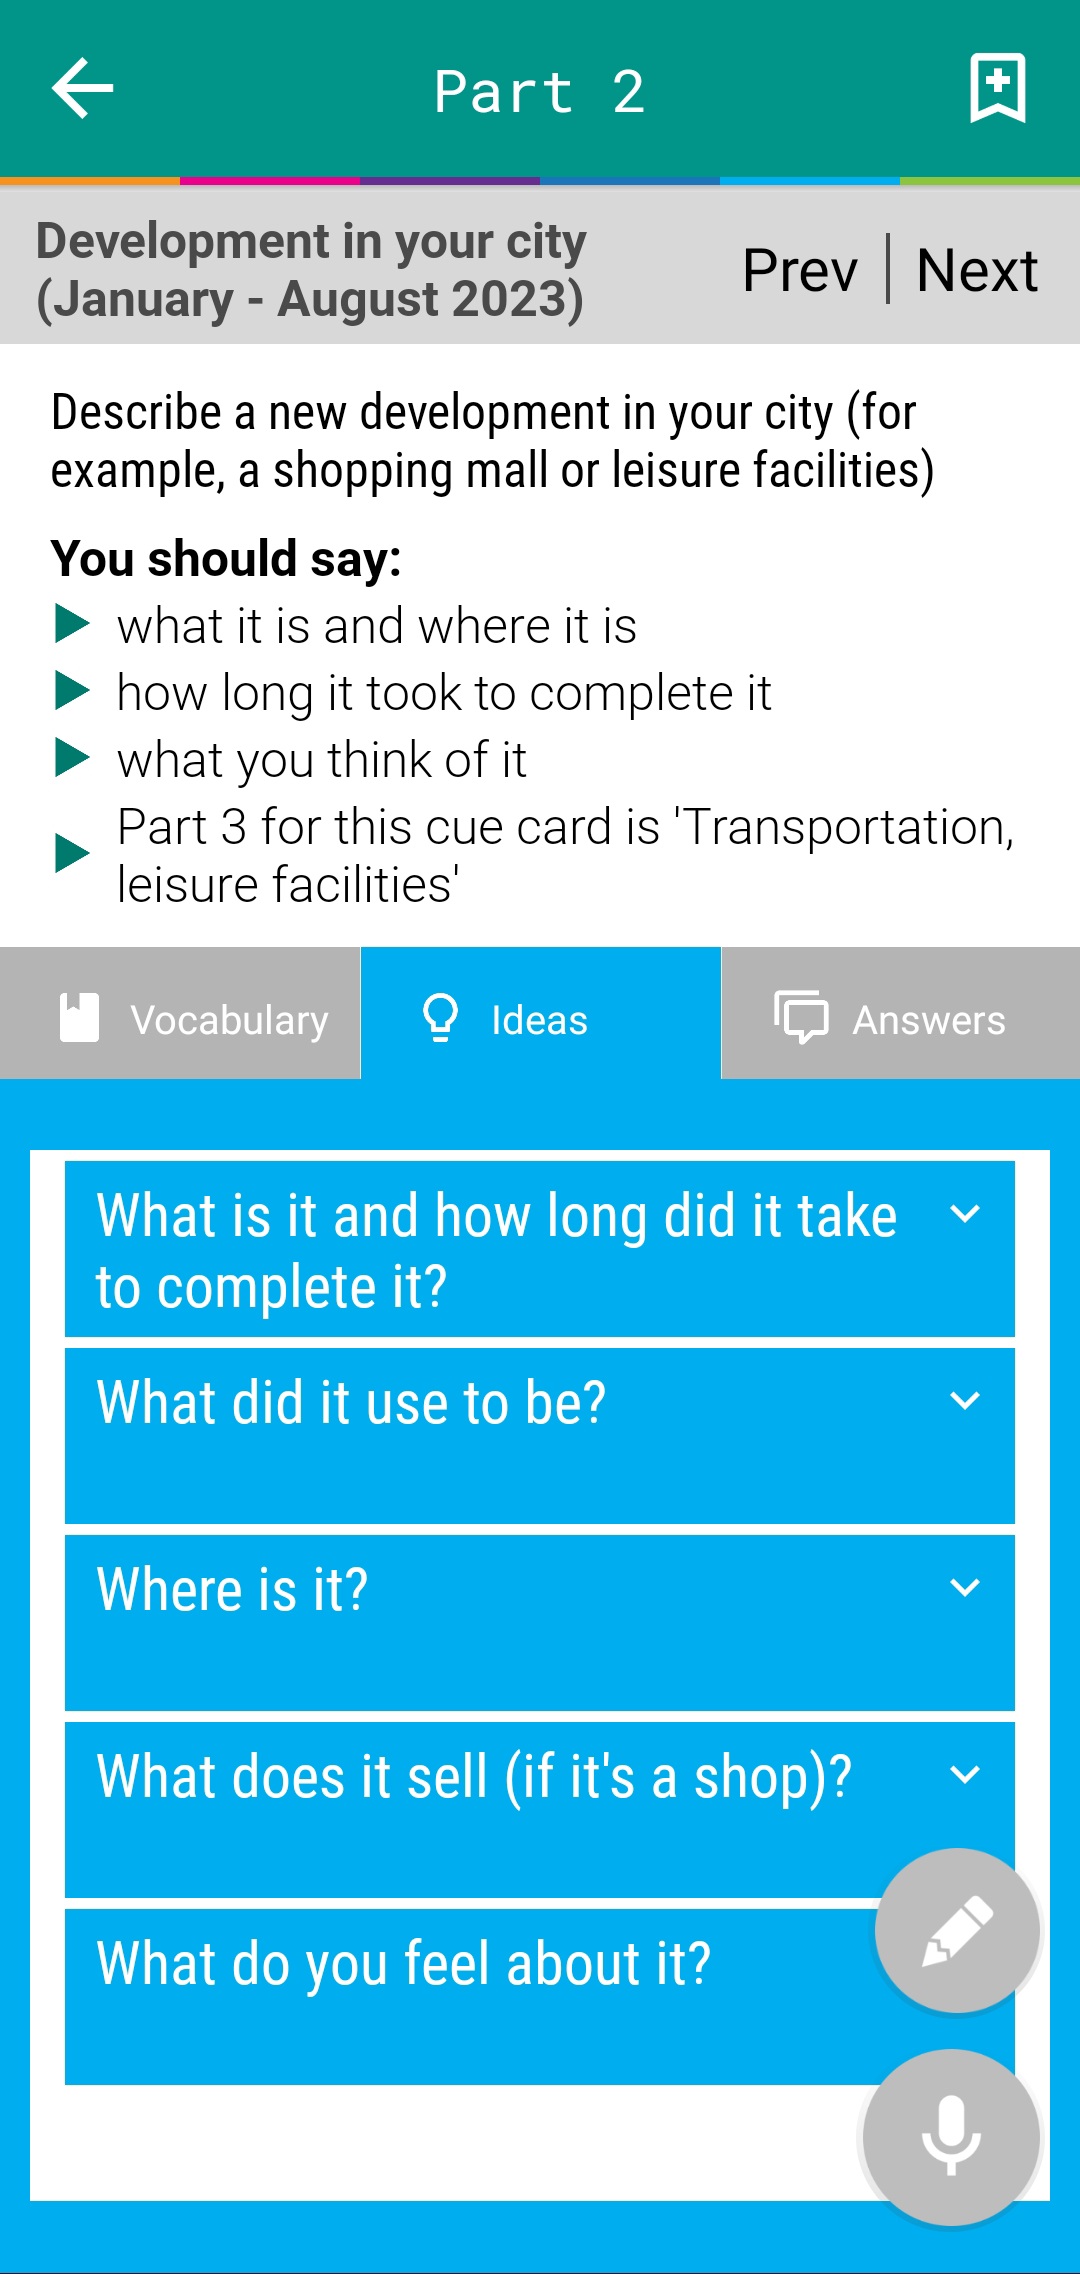 Part 2
Development in your city
(January - August 2023)
Prev | Next
Describe a new development in your city (for
example, a shopping mall or leisure facilities)
You should say:
what it is and where it is
how long it took to complete it
what you think of it
Part 3 for this cue card is 'Transportation,
leisure facilities'
Vocabulary
Ideas
Answers
What is it and how long did it take
to complete it?
What did it use to be?
Where is it?
What does it sell (if it's a shop)?
What do you feel about it?